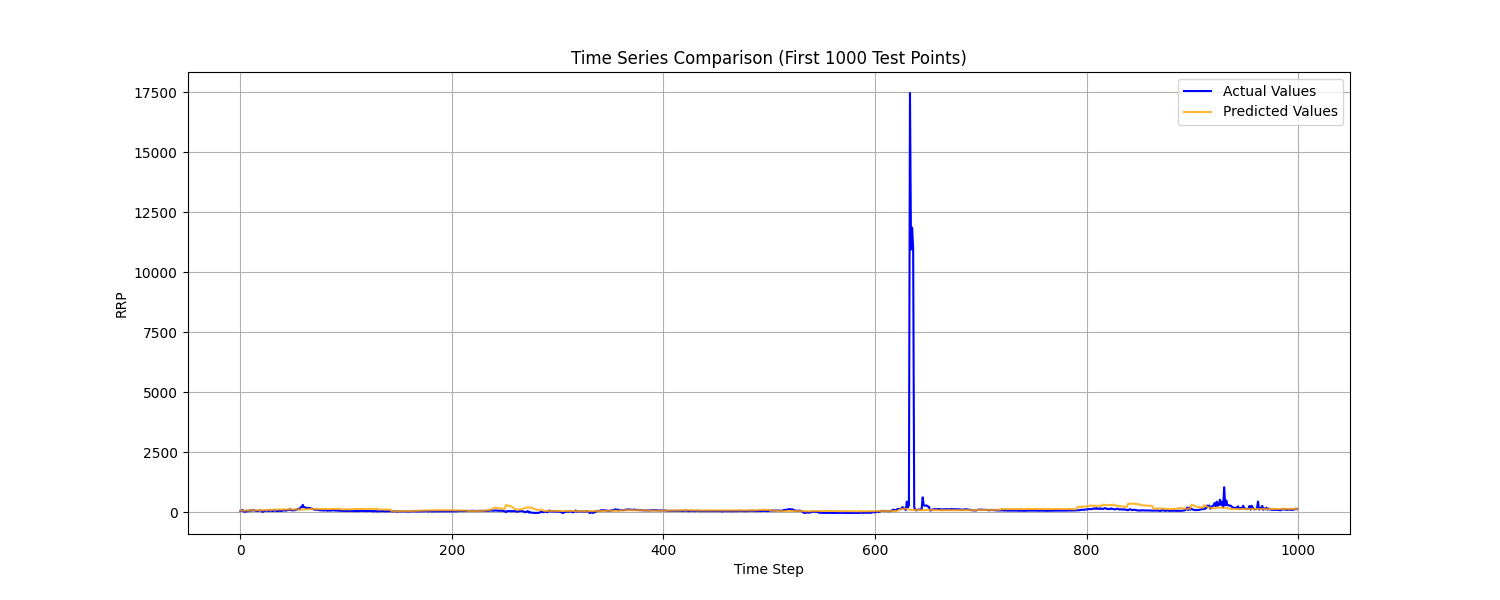 Time Series Comparison (First 1000 Test Points)
Actual Values
Predicted Values
17500
15000
12500
10000
7500
5000
2500
0
RRP
0 200 400 600 800 1000
Time Step